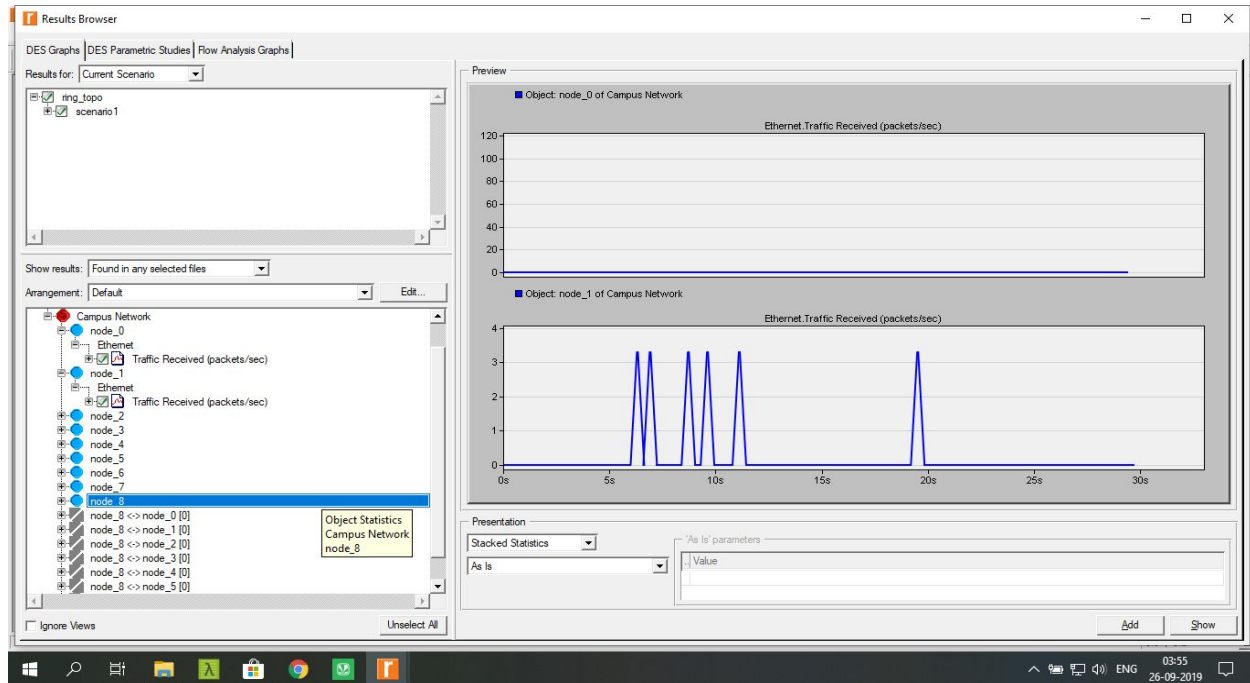 Results Browser
DES Graphs DES Parametric Studies Flow Analysis Graphs
Results for: Current Scenario
ring_topo
scenario1
Show results: Found in any selected files
Arrangement: Default Edit...
Campus Network
node_0
Ethernet
Traffic Received (packets/sec)
node_1
Ethernet
Traffic Received (packets/sec)
node_2
node_3
node_4
node_5
node_6
node_7
node_8
node_8 <-> node_0 [0]
node_8 <-> node_1 [0]
node_8 <-> node_2 [0]
node_8 <-> node_3 [0]
node_8 <-> node_4 [0]
node_8 <-> node_5 [0]
Object Statistics
Campus Network
node_8
Ignore Views Unselect All
Preview
Object: node_0 of Campus Network
Ethernet.Traffic Received (packets/sec)
120
100
80
60
40
20
0
Object: node_1 of Campus Network
Ethernet.Traffic Received (packets/sec)
4
3
2
1
0
0s 5s 10s 15s 20s 25s 30s
Presentation
Stacked Statistics
As Is
'As Is' parameters
Value
Add Show
ENG
03:55
26-09-2019